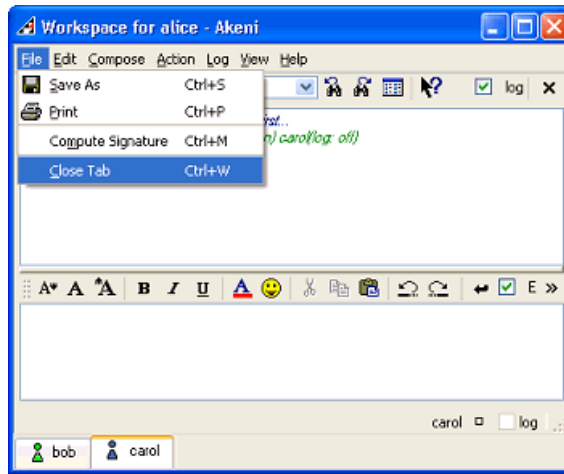 Workspace for alice - Akeni
File Edit Compose Action Log View Help
Save As Ctrl+S
log
Print Ctrl+P
rst...
Compute Signature Ctrl+M
n) carol(log: off)
Close Tab Ctrl+W
A A A B I U A E »
carol log
bob carol